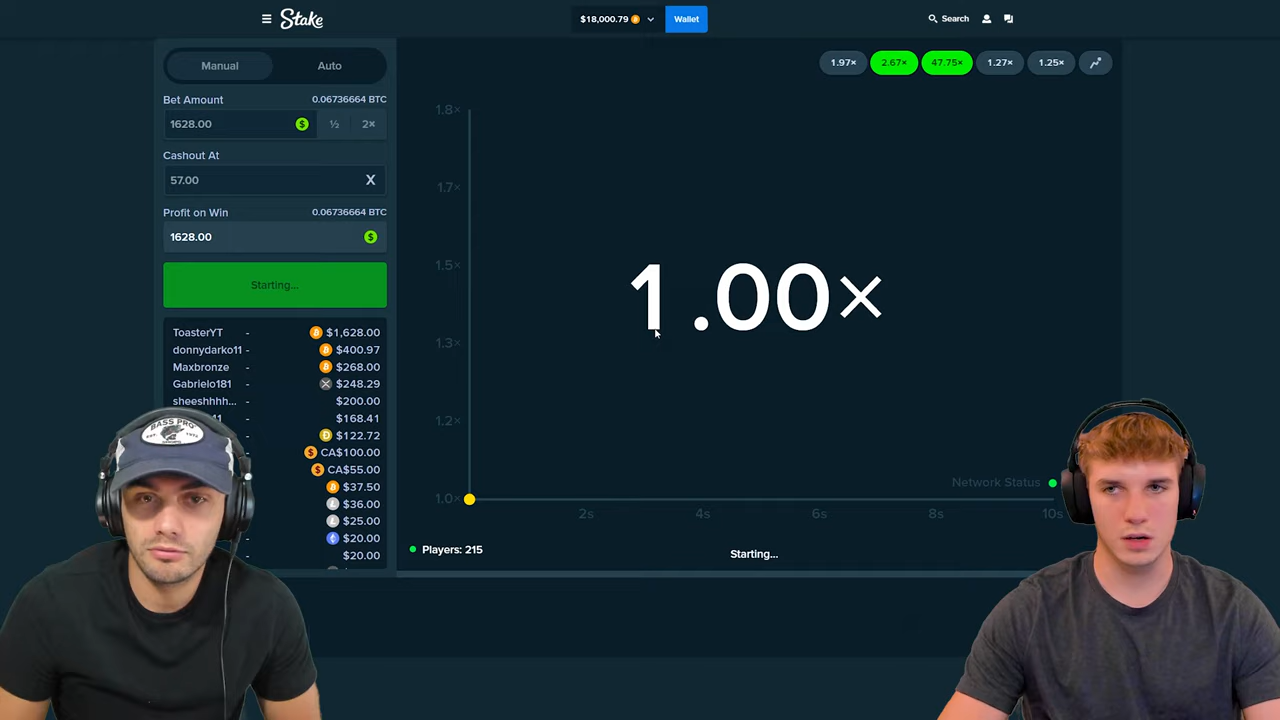 Stake
$18,000.79
Wallet
Search
Manual
Auto
1.97×
2.67×
47.75×
1.27×
1.25×
Bet Amount
0.06736664 BTC
1628.00
½
2×
Cashout At
57.00
X
Profit on Win
0.06736664 BTC
1628.00
Starting...
ToasterYT - $1,628.00
donnydarko11 - $400.97
Maxbronze - $268.00
Gabrielo181 - $248.29
sheeshhhh... - $200.00
11 - $168.41
$122.72
CA$100.00
CA$55.00
$37.50
$36.00
$25.00
$20.00
$20.00
1.8×
1.7×
1.5×
1.3×
1.2×
1.0×
1.00×
Network Status
2s
4s
6s
8s
10s
Players: 215
Starting...
BASS PRO